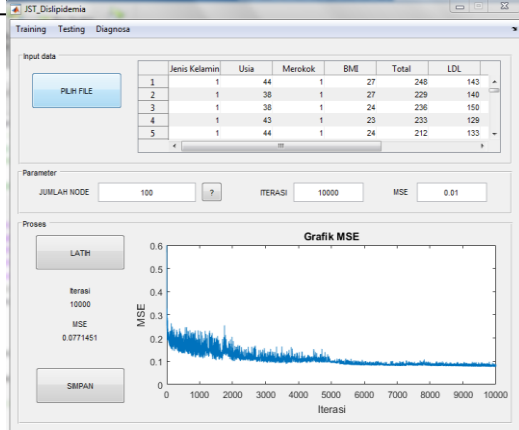 JST_Dislipidemia
Training Testing Diagnosa
Input data
PILIH FILE
Jenis Kelamin Usia Merokok BMI Total LDL
1 1 44 1 27 248 143
2 1 38 1 27 229 140
3 1 38 1 24 236 150
4 1 43 1 23 233 129
5 1 44 1 24 212 133
Parameter
JUMLAH NODE 100 ? ITERASI 10000 MSE 0.01
Proses
LATIH
Iterasi
10000
MSE
0.0771451
SIMPAN
Grafik MSE
MSE
0.6
0.5
0.4
0.3
0.2
0.1
0
0 1000 2000 3000 4000 5000 6000 7000 8000 9000 10000
Iterasi